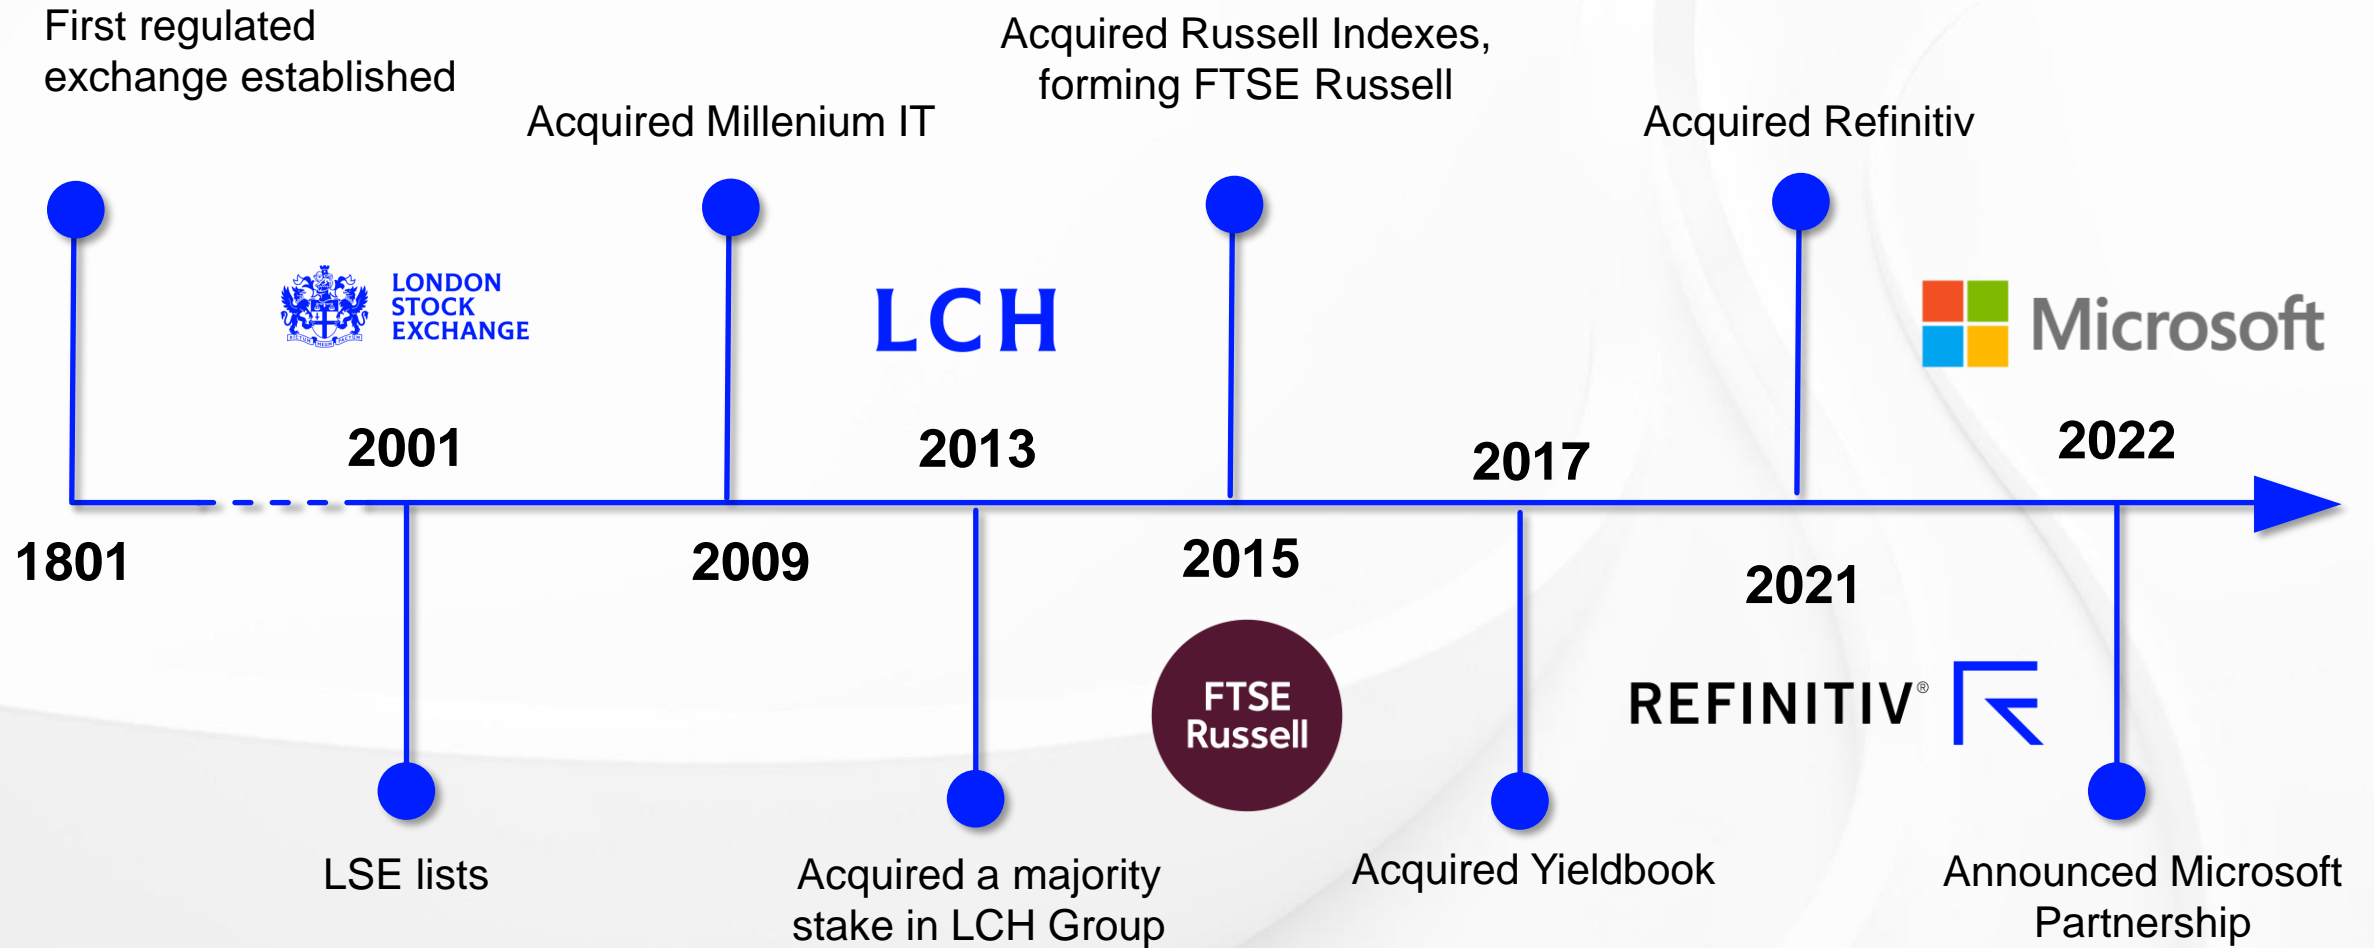 First regulated
exchange established
Acquired Millenium IT
Acquired Russell Indexes,
forming FTSE Russell
Acquired Refinitiv
LONDON
STOCK
EXCHANGE
LCH
Microsoft
2001
2013
2017
2022
1801
2009
2015
2021
FTSE
Russell
REFINITIV®
LSE lists
Acquired a majority
stake in LCH Group
Acquired Yieldbook
Announced Microsoft
Partnership